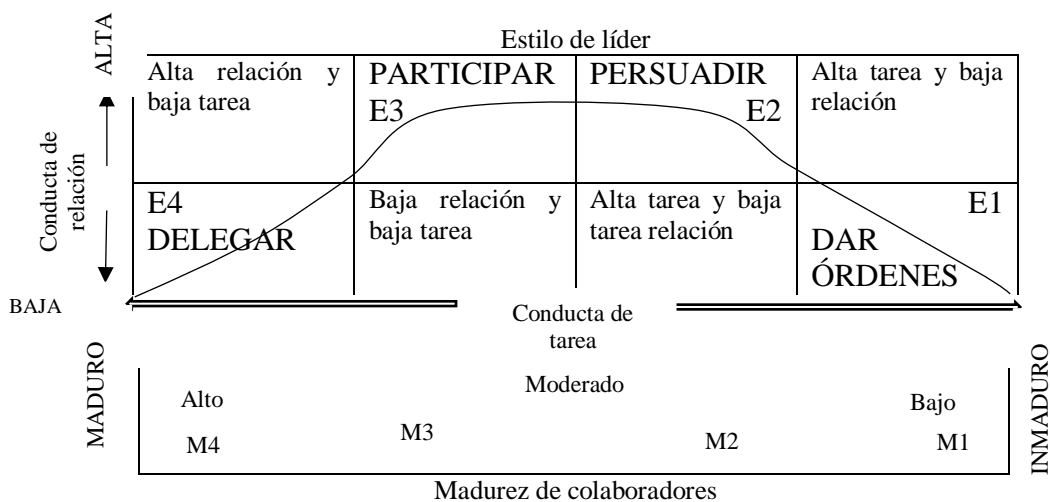 ALTA
Estilo de líder
Alta relación y
baja tarea
PARTICIPAR
E3
PERSUADIR
E2
Alta tarea y baja
relación
Conducta de
relación
E4
DELEGAR
Baja relación y
baja tarea
Alta tarea y baja
tarea relación
E1
DAR
ÓRDENES
BAJA
Conducta de
tarea
MADURO
Moderado
INMADURO
Alto
Bajo
M4
M3
M2
M1
Madurez de colaboradores